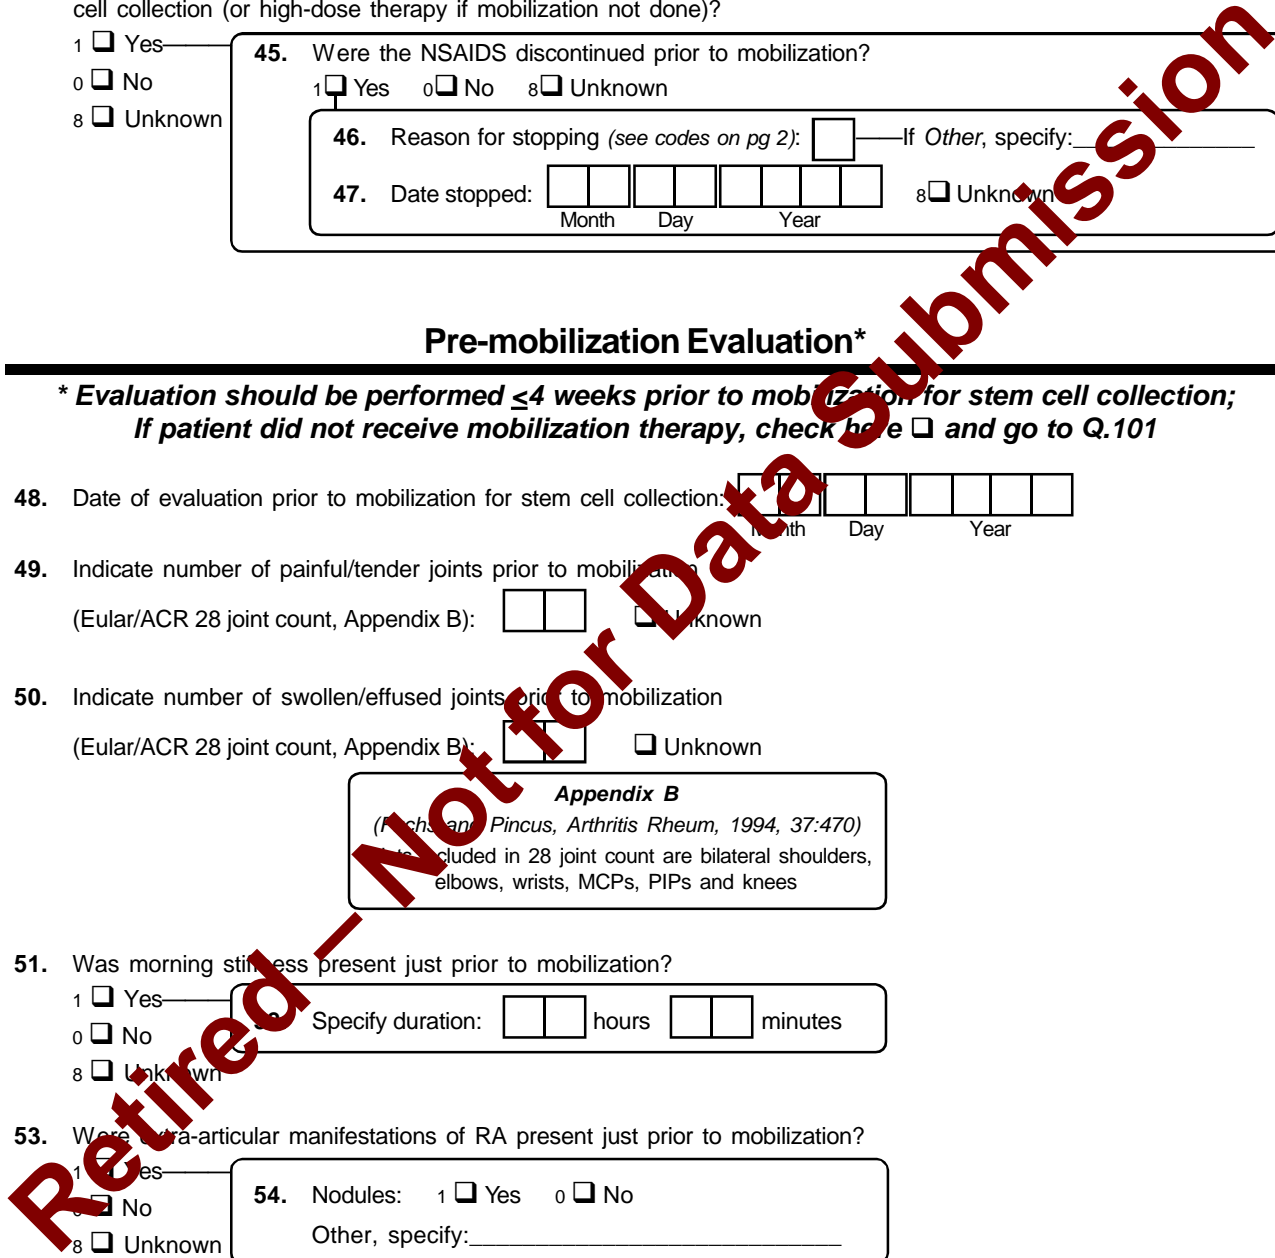 cell collection (or high-dose therapy if mobilization not done)?
1 ❑ Yes
0 ❑ No
8 ❑ Unknown
45. Were the NSAIDS discontinued prior to mobilization?
1❑ Yes 0❑ No 8❑ Unknown
46. Reason for stopping (see codes on pg 2): If Other, specify:_______________
47. Date stopped: 8❑ Unknown
Month Day Year
Pre-mobilization Evaluation*
* Evaluation should be performed <4 weeks prior to mobilization for stem cell collection;
If patient did not receive mobilization therapy, check here ❑ and go to Q.101
48. Date of evaluation prior to mobilization for stem cell collection:
Month Day Year
49. Indicate number of painful/tender joints prior to mobilization
(Eular/ACR 28 joint count, Appendix B): ❑ Unknown
50. Indicate number of swollen/effused joints prior to mobilization
(Eular/ACR 28 joint count, Appendix B): ❑ Unknown
Appendix B
(Fuchs and Pincus, Arthritis Rheum, 1994, 37:470)
included in 28 joint count are bilateral shoulders,
elbows, wrists, MCPs, PIPs and knees
51. Was morning stiffness present just prior to mobilization?
1 ❑ Yes
0 ❑ No
8 ❑ Unknown
Specify duration: hours minutes
53. Were extra-articular manifestations of RA present just prior to mobilization?
1 ❑ Yes
❑ No
8 ❑ Unknown
54. Nodules: 1 ❑ Yes 0 ❑ No
Other, specify:______________________________
Retired – Not for Data Submission